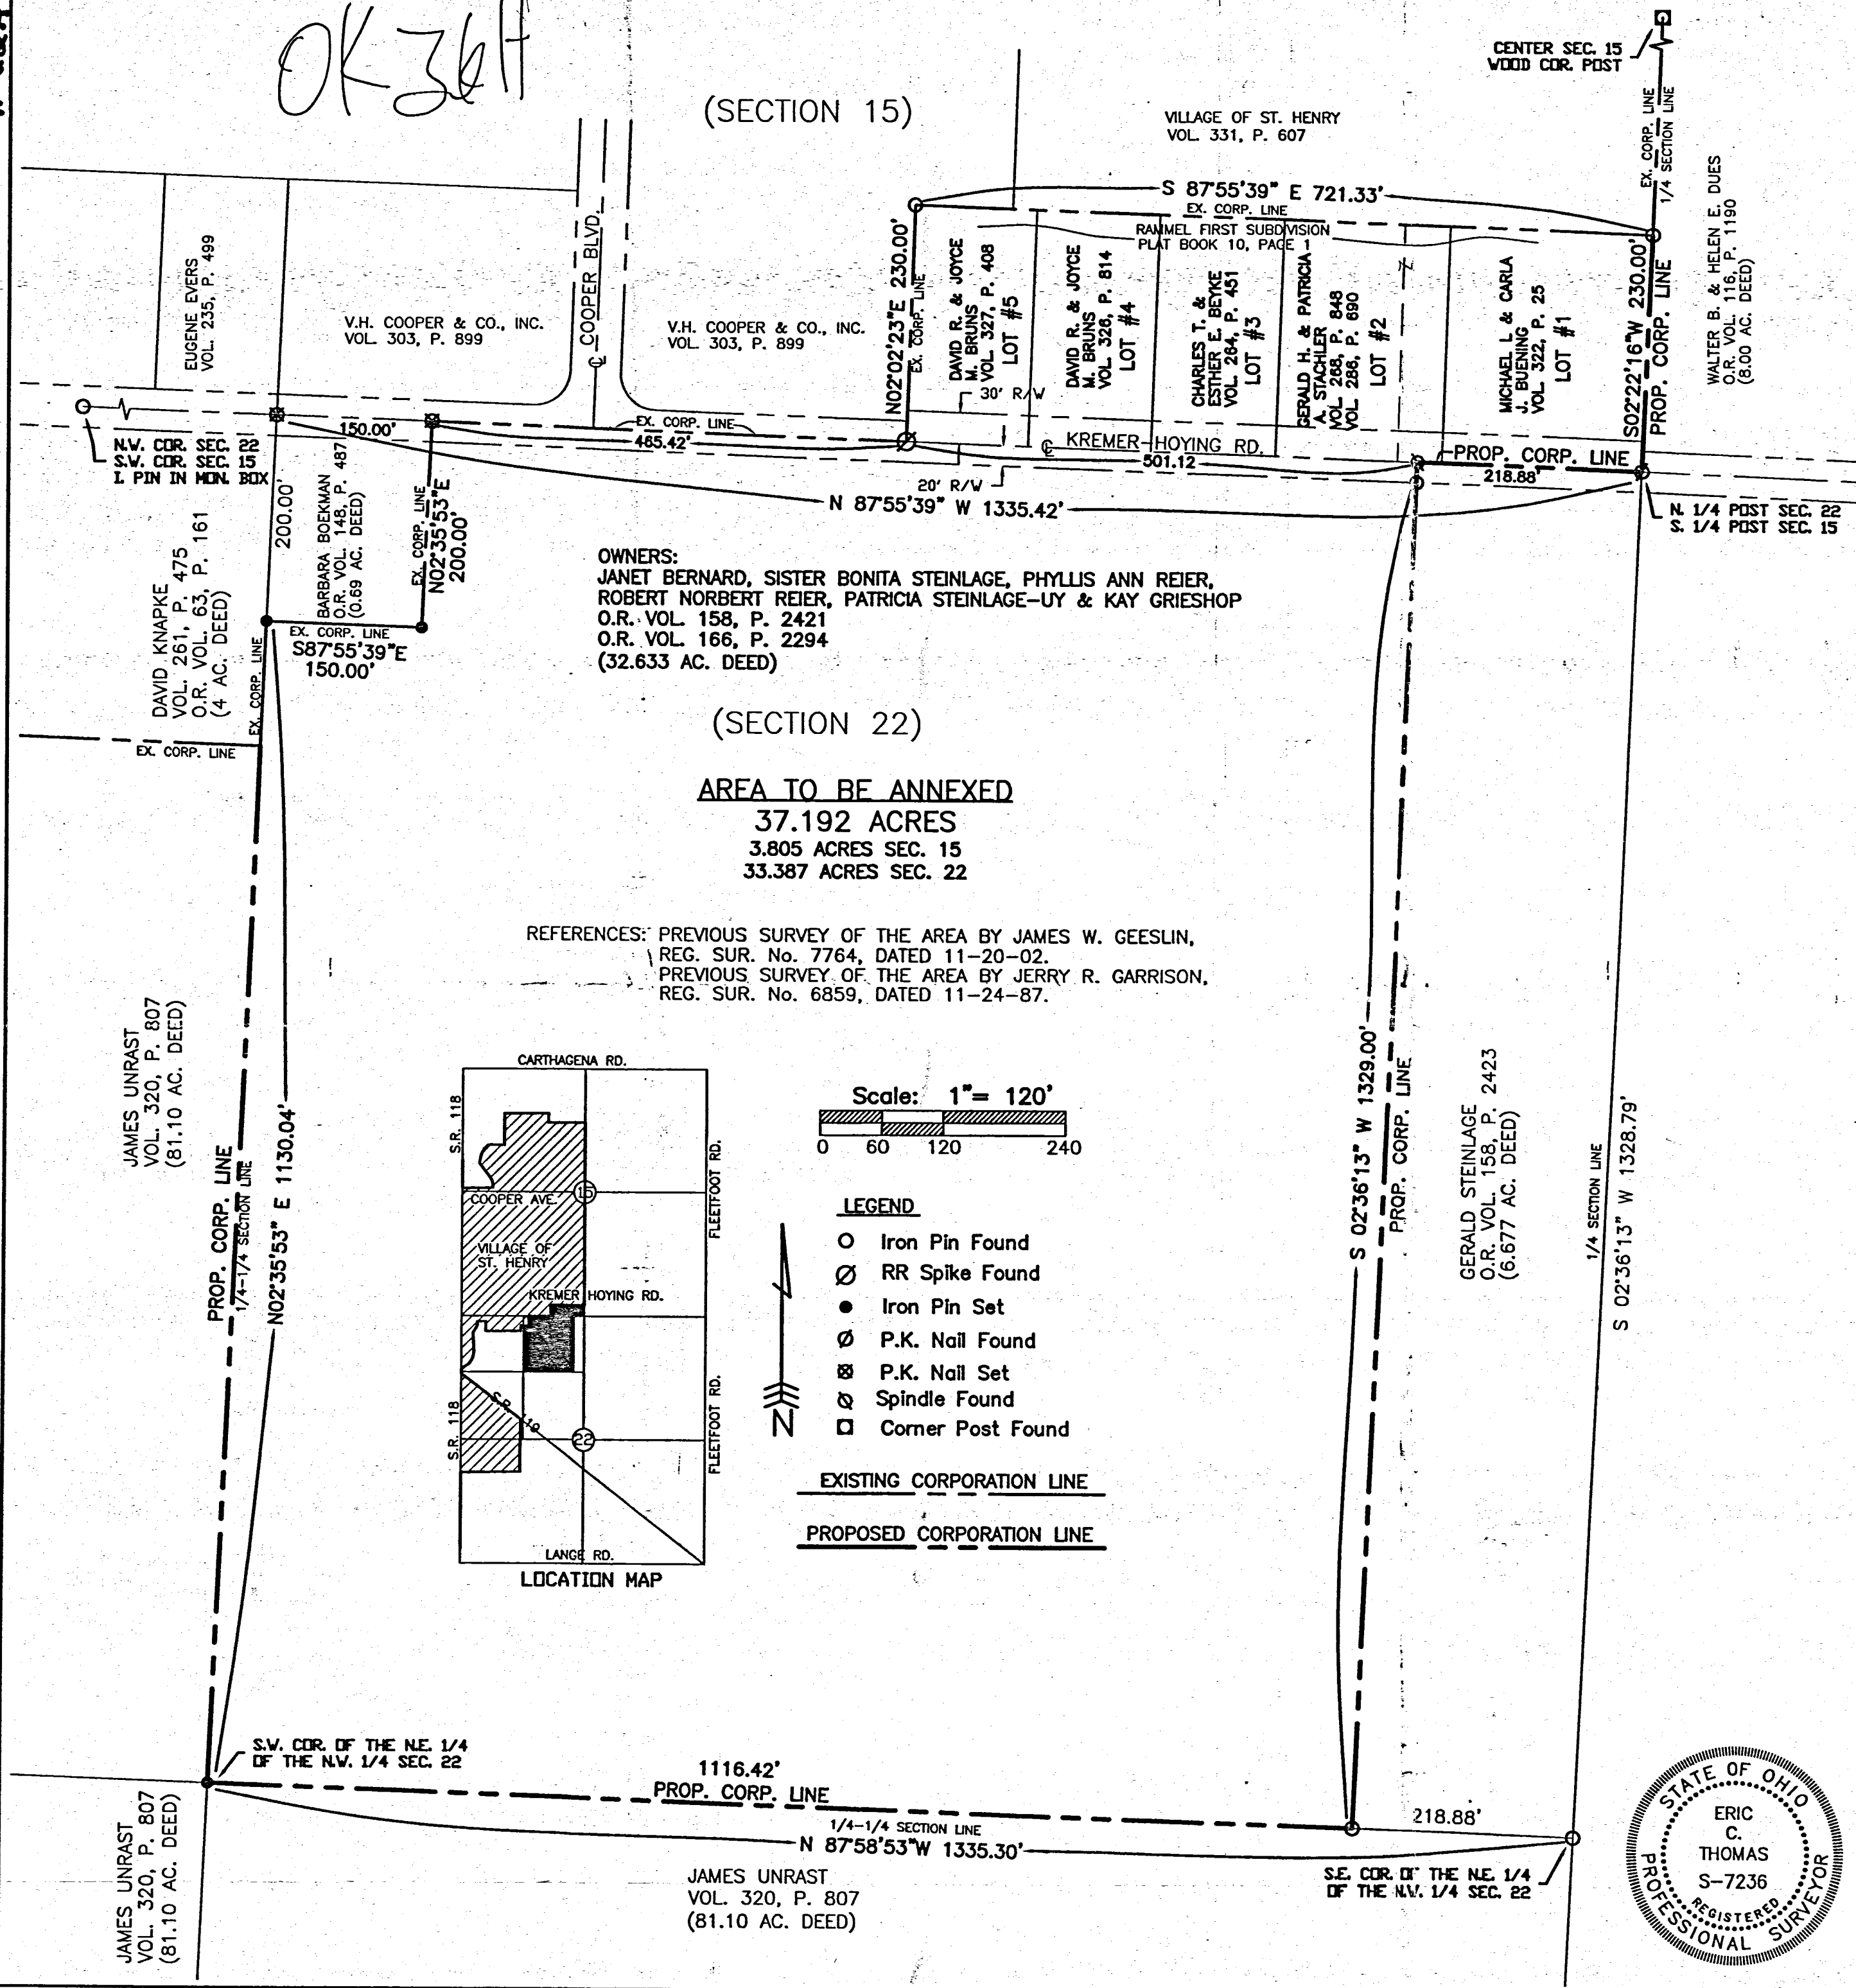 OK
(SECTION 15)
CENTER SEC. 15
WOOD COR. POST
VILLAGE OF ST. HENRY
VOL. 331, P. 607
EX. CORP. LINE
1/4 SECTION LINE
WALTER B. & HELEN E. DUES
O.R. VOL. 116, P. 1190
(8.00 AC. DEED)
S 87°55'39" E 721.33'
EX. CORP. LINE
RAMMEL FIRST SUBDIVISION
PLAT BOOK 10, PAGE 1
EUGENE EVERS
VOL. 235, P. 499
V.H. COOPER & CO., INC.
VOL. 303, P. 899
COOPER BLVD.
V.H. COOPER & CO., INC.
VOL. 303, P. 899
N02°02'23"E 230.00'
EX. CORP. LINE
DAVID R. & JOYCE
M. BRUNS
VOL. 327, P. 408
LOT #5
DAVID R. & JOYCE
M. BRUNS
VOL. 326, P. 814
LOT #4
CHARLES T. &
ESTHER E. BEYKE
VOL. 264, P. 451
LOT #3
GERALD H. & PATRICIA
A. STACHLER
VOL. 268, P. 848
VOL. 286, P. 690
LOT #2
MICHAEL L. & CARLA
J. BUENING
VOL. 322, P. 25
LOT #1
S02°22'16"W 230.00'
PROP. CORP. LINE
30' R/W
N.W. COR. SEC. 22
S.W. COR. SEC. 15
I. PIN IN MON. BOX
150.00'
EX. CORP. LINE
465.42'
KREMER-HOYING RD.
501.12
PROP. CORP. LINE
218.88'
20' R/W
N 87°55'39" W 1335.42'
N. 1/4 POST SEC. 22
S. 1/4 POST SEC. 15
200.00'
BARBARA BOEKMAN
O.R. VOL. 148, P. 487
(0.69 AC. DEED)
EX. CORP. LINE
N02°35'53"E
200.00'
DAVID KNAPKE
VOL. 261, P. 475
O.R. VOL. 63, P. 161
(4 AC. DEED)
EX. CORP. LINE
EX. CORP. LINE
S87°55'39"E
150.00'
EX. CORP. LINE
OWNERS:
JANET BERNARD, SISTER BONITA STEINLAGE, PHYLLIS ANN REIER,
ROBERT NORBERT REIER, PATRICIA STEINLAGE-UY & KAY GRIESHOP
O.R. VOL. 158, P. 2421
O.R. VOL. 166, P. 2294
(32.633 AC. DEED)
(SECTION 22)
AREA TO BE ANNEXED
37.192 ACRES
3.805 ACRES SEC. 15
33.387 ACRES SEC. 22
REFERENCES: PREVIOUS SURVEY OF THE AREA BY JAMES W. GEESLIN,
REG. SUR. No. 7764, DATED 11-20-02.
PREVIOUS SURVEY OF THE AREA BY JERRY R. GARRISON,
REG. SUR. No. 6859, DATED 11-24-87.
JAMES UNRAST
VOL. 320, P. 807
(81.10 AC. DEED)
PROP. CORP. LINE
1/4-1/4 SECTION LINE
N02°35'53" E 1130.04'
CARTHAGENA RD.
S.R. 118
FLEETFOOT RD.
COOPER AVE.
15
VILLAGE OF
ST. HENRY
KREMER HOYING RD.
S.R. 118
S.R. 119
22
FLEETFOOT RD.
LANGE RD.
LOCATION MAP
Scale: 1"= 120'
0 60 120 240
LEGEND
Iron Pin Found
RR Spike Found
Iron Pin Set
P.K. Nail Found
P.K. Nail Set
Spindle Found
Corner Post Found
N
EXISTING CORPORATION LINE
PROPOSED CORPORATION LINE
S 02°36'13" W 1329.00'
PROP. CORP. LINE
GERALD STEINLAGE
O.R. VOL. 158, P. 2423
(6.677 AC. DEED)
1/4 SECTION LINE
S 02°36'13" W 1328.79'
S.W. COR. OF THE N.E. 1/4
OF THE N.W. 1/4 SEC. 22
1116.42'
PROP. CORP. LINE
1/4-1/4 SECTION LINE
N 87°58'53"W 1335.30'
218.88'
S.E. COR. OF THE N.E. 1/4
OF THE N.W. 1/4 SEC. 22
JAMES UNRAST
VOL. 320, P. 807
(81.10 AC. DEED)
JAMES UNRAST
VOL. 320, P. 807
(81.10 AC. DEED)
STATE OF OHIO
ERIC
C.
THOMAS
S-7236
REGISTERED
PROFESSIONAL SURVEYOR